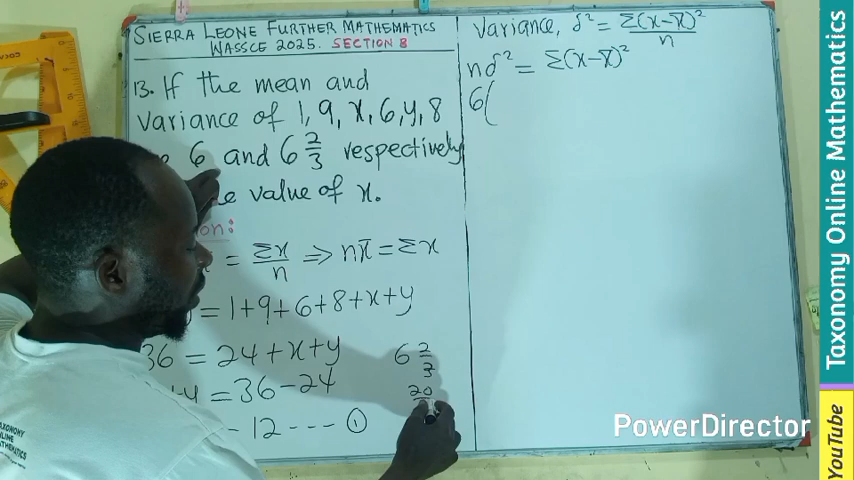 SIERRA LEONE FURTHER MATHEMATICS
WASSCE 2025. SECTION B
13. If the mean and
Variance of 1, 9, x, 6, y, 8
6 and 6 2/3 respectively
value of x.
= Σx/n ⇒ nx̄ = Σx
= 1+9+6+8+x+y
36 = 24+x+y
= 36-24
12 --- ①
6 2/3
20
Variance, δ² = Σ(x-x̄)²/n
nδ² = Σ(x-x̄)²
6(
PowerDirector
Taxonomy Online Mathematics
YouTube